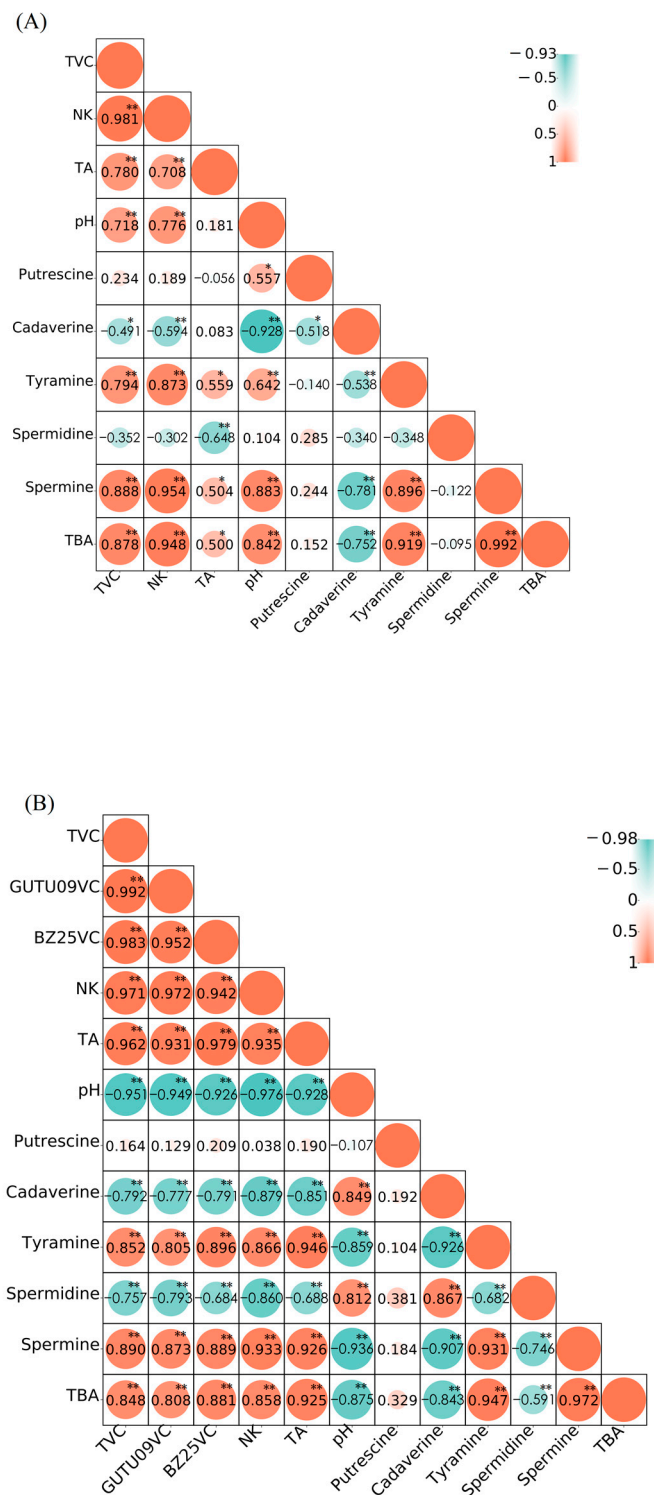 (A)
−0.93
−0.5
0
0.5
1
TVC
NK 0.981**
TA 0.780** 0.708**
pH 0.718** 0.776** 0.181
Putrescine 0.234 0.189 −0.056 0.557*
Cadaverine −0.491* −0.594** 0.083 −0.928** −0.518*
Tyramine 0.794** 0.873** 0.559* 0.642** −0.140 −0.538**
Spermidine −0.352 −0.302 −0.648** 0.104 0.285 −0.340 −0.348
Spermine 0.888** 0.954** 0.504* 0.883** 0.244 −0.781** 0.896** −0.122
TBA 0.878** 0.948** 0.500* 0.842** 0.152 −0.752** 0.919** −0.095 0.992**
TVC NK TA pH Putrescine Cadaverine Tyramine Spermidine Spermine TBA
(B)
−0.98
−0.5
0
0.5
1
TVC
GUTU09VC 0.992**
BZ25VC 0.983** 0.952**
NK 0.971** 0.972** 0.942**
TA 0.962** 0.931** 0.979** 0.935**
pH −0.951** −0.949** −0.926** −0.976** −0.928**
Putrescine 0.164 0.129 0.209 0.038 0.190 −0.107
Cadaverine −0.792** −0.777** −0.791** −0.879** −0.851** 0.849** 0.192
Tyramine 0.852** 0.805** 0.896** 0.866** 0.946** −0.859** 0.104 −0.926**
Spermidine −0.757** −0.793** −0.684** −0.860** −0.688** 0.812** 0.381 0.867** −0.682**
Spermine 0.890** 0.873** 0.889** 0.933** 0.926** −0.936** 0.184 −0.907** 0.931** −0.746**
TBA 0.848** 0.808** 0.881** 0.858** 0.925** −0.875** 0.329 −0.843** 0.947** −0.591** 0.972**
TVC GUTU09VC BZ25VC NK TA pH Putrescine Cadaverine Tyramine Spermidine Spermine TBA